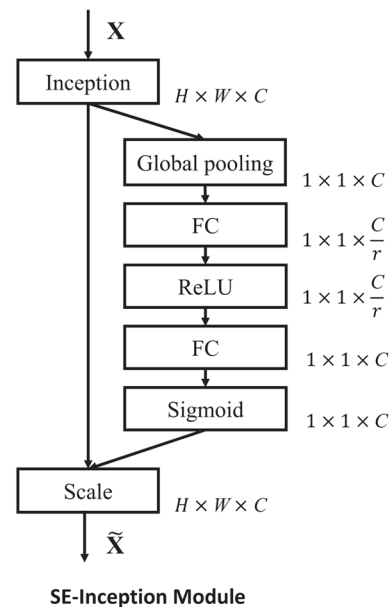 X
Inception
H × W × C
Global pooling
1 × 1 × C
FC
1 × 1 × C/r
ReLU
1 × 1 × C/r
FC
1 × 1 × C
Sigmoid
1 × 1 × C
Scale
H × W × C
X̃
SE-Inception Module